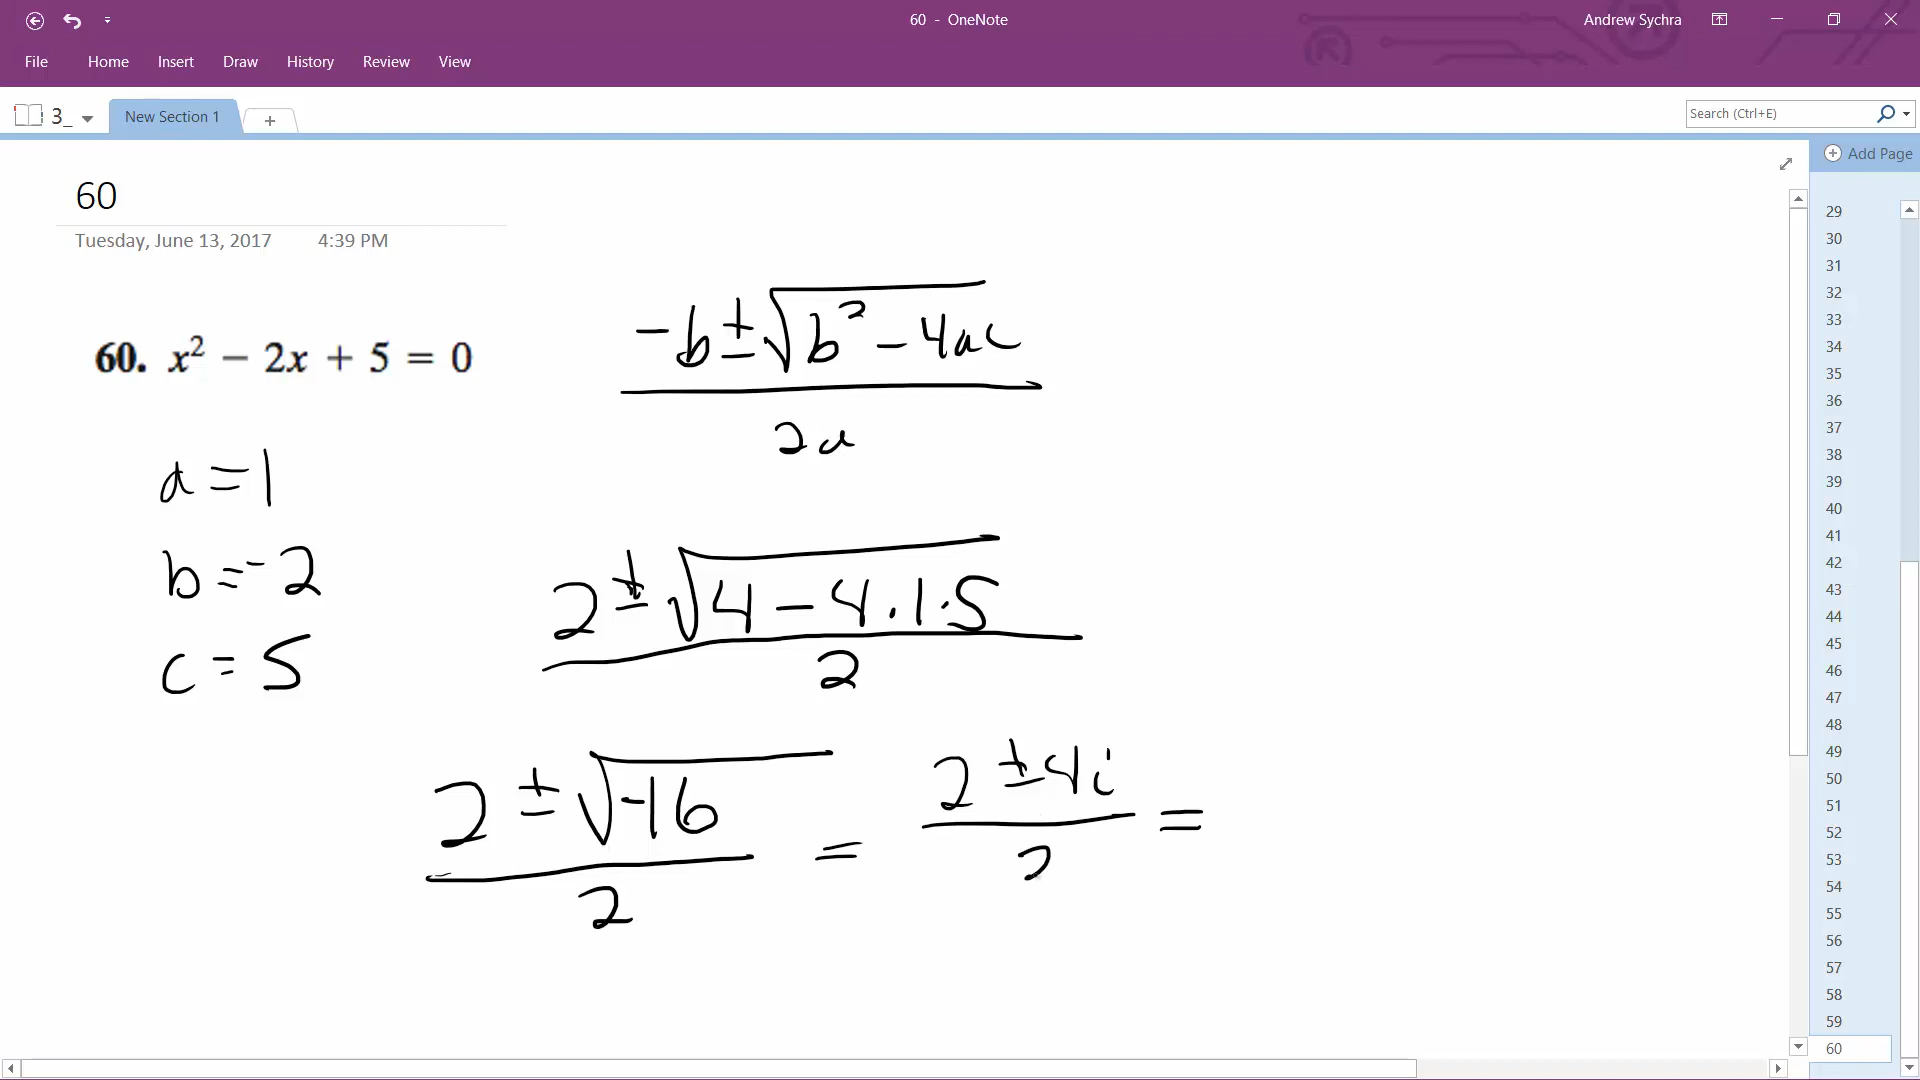 60 - OneNote
Andrew Sychra
File Home Insert Draw History Review View
3_
New Section 1
+
Search (Ctrl+E)
Add Page
60
Tuesday, June 13, 2017 4:39 PM
60. x² − 2x + 5 = 0
-b ± √(b² - 4ac)
2a
a = 1
b = -2
c = 5
2 ± √(4 - 4·1·5)
2
2 ± √-16 = 2 ± 4i =
2 2
29
30
31
32
33
34
35
36
37
38
39
40
41
42
43
44
45
46
47
48
49
50
51
52
53
54
55
56
57
58
59
60